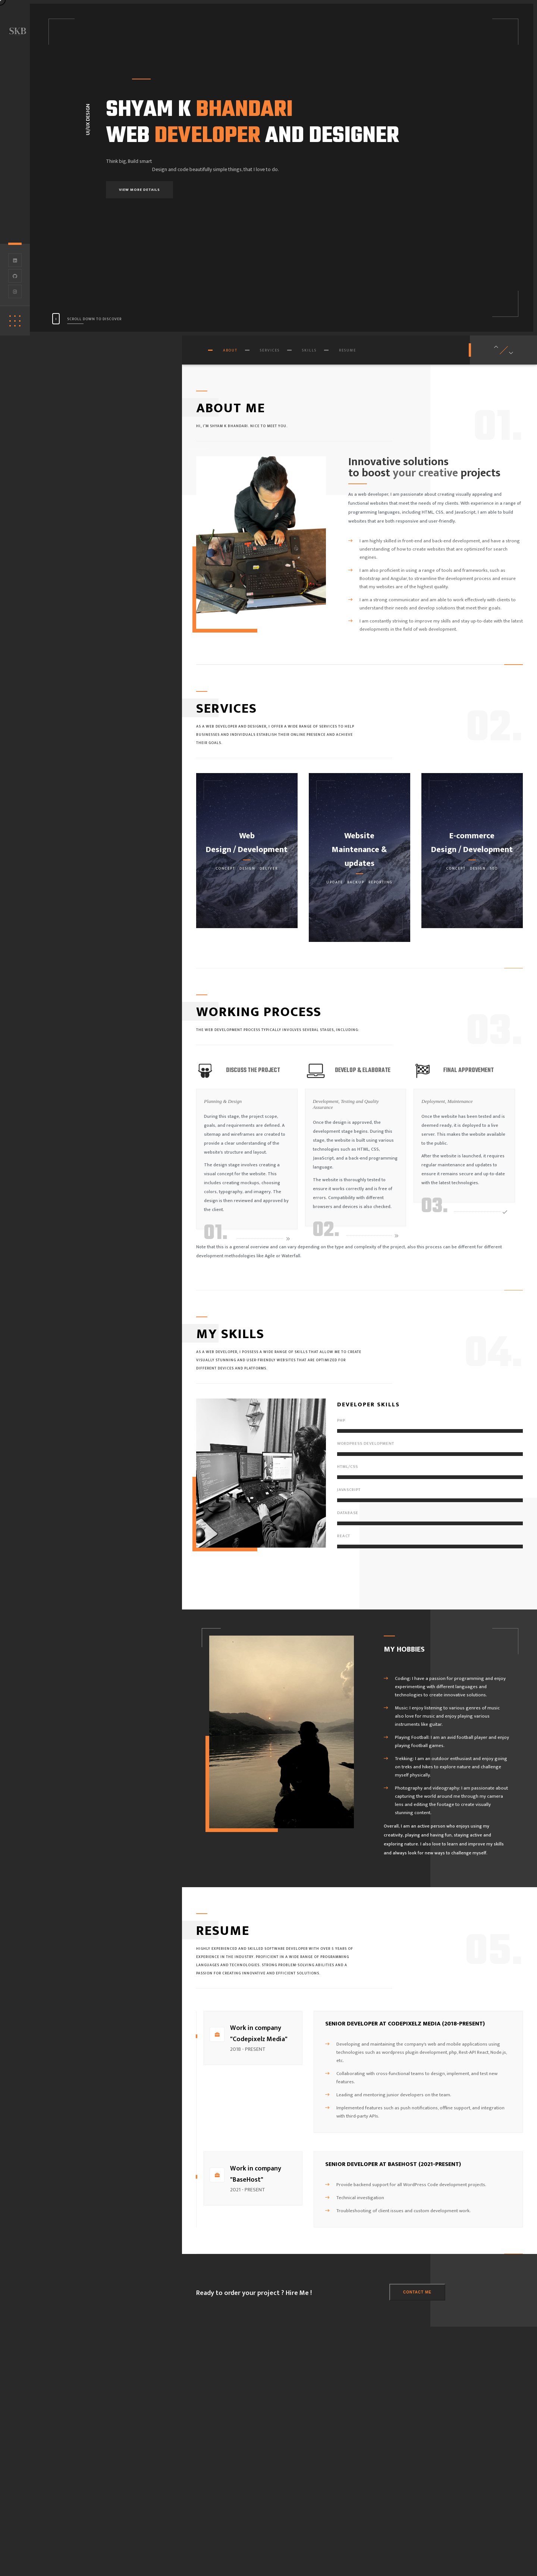 SKB
UI/UX DESIGN
SHYAM K BHANDARI
WEB DEVELOPER AND DESIGNER
Think big, Build smart
Design and code beautifully simple things, that I love to do.
VIEW MORE DETAILS
SCROLL DOWN TO DISCOVER
ABOUT
SERVICES
SKILLS
RESUME
01.
ABOUT ME
HI, I'M SHYAM K BHANDARI. NICE TO MEET YOU.
Innovative solutions
to boost your creative projects
As a web developer, I am passionate about creating visually appealing and
functional websites that meet the needs of my clients. With experience in a range of
programming languages, including HTML, CSS, and JavaScript, I am able to build
websites that are both responsive and user-friendly.
I am highly skilled in front-end and back-end development, and have a strong
understanding of how to create websites that are optimized for search
engines.
I am also proficient in using a range of tools and frameworks, such as
Bootstrap and Angular, to streamline the development process and ensure
that my websites are of the highest quality.
I am a strong communicator and am able to work effectively with clients to
understand their needs and develop solutions that meet their goals.
I am constantly striving to improve my skills and stay up-to-date with the latest
developments in the field of web development.
02.
SERVICES
AS A WEB DEVELOPER AND DESIGNER, I OFFER A WIDE RANGE OF SERVICES TO HELP
BUSINESSES AND INDIVIDUALS ESTABLISH THEIR ONLINE PRESENCE AND ACHIEVE
THEIR GOALS
Web
Design / Development
CONCEPT DESIGN DELIVER
Website
Maintenance &
updates
UPDATE BACKUP REPORTING
E-commerce
Design / Development
CONCEPT DESIGN SEO
03.
WORKING PROCESS
THE WEB DEVELOPMENT PROCESS TYPICALLY INVOLVES SEVERAL STAGES, INCLUDING:
DISCUSS THE PROJECT
Planning & Design
During this stage, the project scope,
goals, and requirements are defined. A
sitemap and wireframes are created to
provide a clear understanding of the
website's structure and layout.
The design stage involves creating a
visual concept for the website. This
includes creating mockups, choosing
colors, typography, and imagery. The
design is then reviewed and approved by
the client.
01.
DEVELOP & ELABORATE
Development, Testing and Quality
Assurance
Once the design is approved, the
development stage begins. During this
stage, the website is built using various
technologies such as HTML, CSS,
JavaScript, and a back-end programming
language.
The website is thoroughly tested to
ensure it works correctly and is free of
errors. Compatibility with different
browsers and devices is also checked.
02.
FINAL APPROVEMENT
Deployment, Maintenance
Once the website has been tested and is
deemed ready, it is deployed to a live
server. This makes the website available
to the public.
After the website is launched, it requires
regular maintenance and updates to
ensure it remains secure and up-to-date
with the latest technologies.
03.
Note that this is a general overview and can vary depending on the type and complexity of the project, also this process can be different for different
development methodologies like Agile or Waterfall.
04.
MY SKILLS
AS A WEB DEVELOPER, I POSSESS A WIDE RANGE OF SKILLS THAT ALLOW ME TO CREATE
VISUALLY STUNNING AND USER-FRIENDLY WEBSITES THAT ARE OPTIMIZED FOR
DIFFERENT DEVICES AND PLATFORMS
DEVELOPER SKILLS
PHP
WORDPRESS DEVELOPMENT
HTML/CSS
JAVASCRIPT
DATABASE
REACT
MY HOBBIES
Coding: I have a passion for programming and enjoy
experimenting with different languages and
technologies to create innovative solutions.
Music: I enjoy listening to various genres of music
also love for music and enjoy playing various
instruments like guitar.
Playing Football: I am an avid football player and enjoy
playing football games.
Trekking: I am an outdoor enthusiast and enjoy going
on treks and hikes to explore nature and challenge
myself physically.
Photography and videography: I am passionate about
capturing the world around me through my camera
lens and editing the footage to create visually
stunning content.
Overall, I am an active person who enjoys using my
creativity, playing and having fun, staying active and
exploring nature. I also love to learn and improve my skills
and always look for new ways to challenge myself.
05.
RESUME
HIGHLY EXPERIENCED AND SKILLED SOFTWARE DEVELOPER WITH OVER 5 YEARS OF
EXPERIENCE IN THE INDUSTRY. PROFICIENT IN A WIDE RANGE OF PROGRAMMING
LANGUAGES AND TECHNOLOGIES. STRONG PROBLEM-SOLVING ABILITIES AND A
PASSION FOR CREATING INNOVATIVE AND EFFICIENT SOLUTIONS.
Work in company
"Codepixelz Media"
2018 - PRESENT
SENIOR DEVELOPER AT CODEPIXELZ MEDIA (2018-PRESENT)
Developing and maintaining the company's web and mobile applications using
technologies such as wordpress plugin development, php, Rest-API React, Node.js,
etc.
Collaborating with cross-functional teams to design, implement, and test new
features.
Leading and mentoring junior developers on the team.
Implemented features such as push notifications, offline support, and integration
with third-party APIs.
Work in company
"BaseHost"
2021 - PRESENT
SENIOR DEVELOPER AT BASEHOST (2021-PRESENT)
Provide backend support for all WordPress Code development projects.
Technical investigation
Troubleshooting of client issues and custom development work.
Ready to order your project ? Hire Me !
CONTACT ME